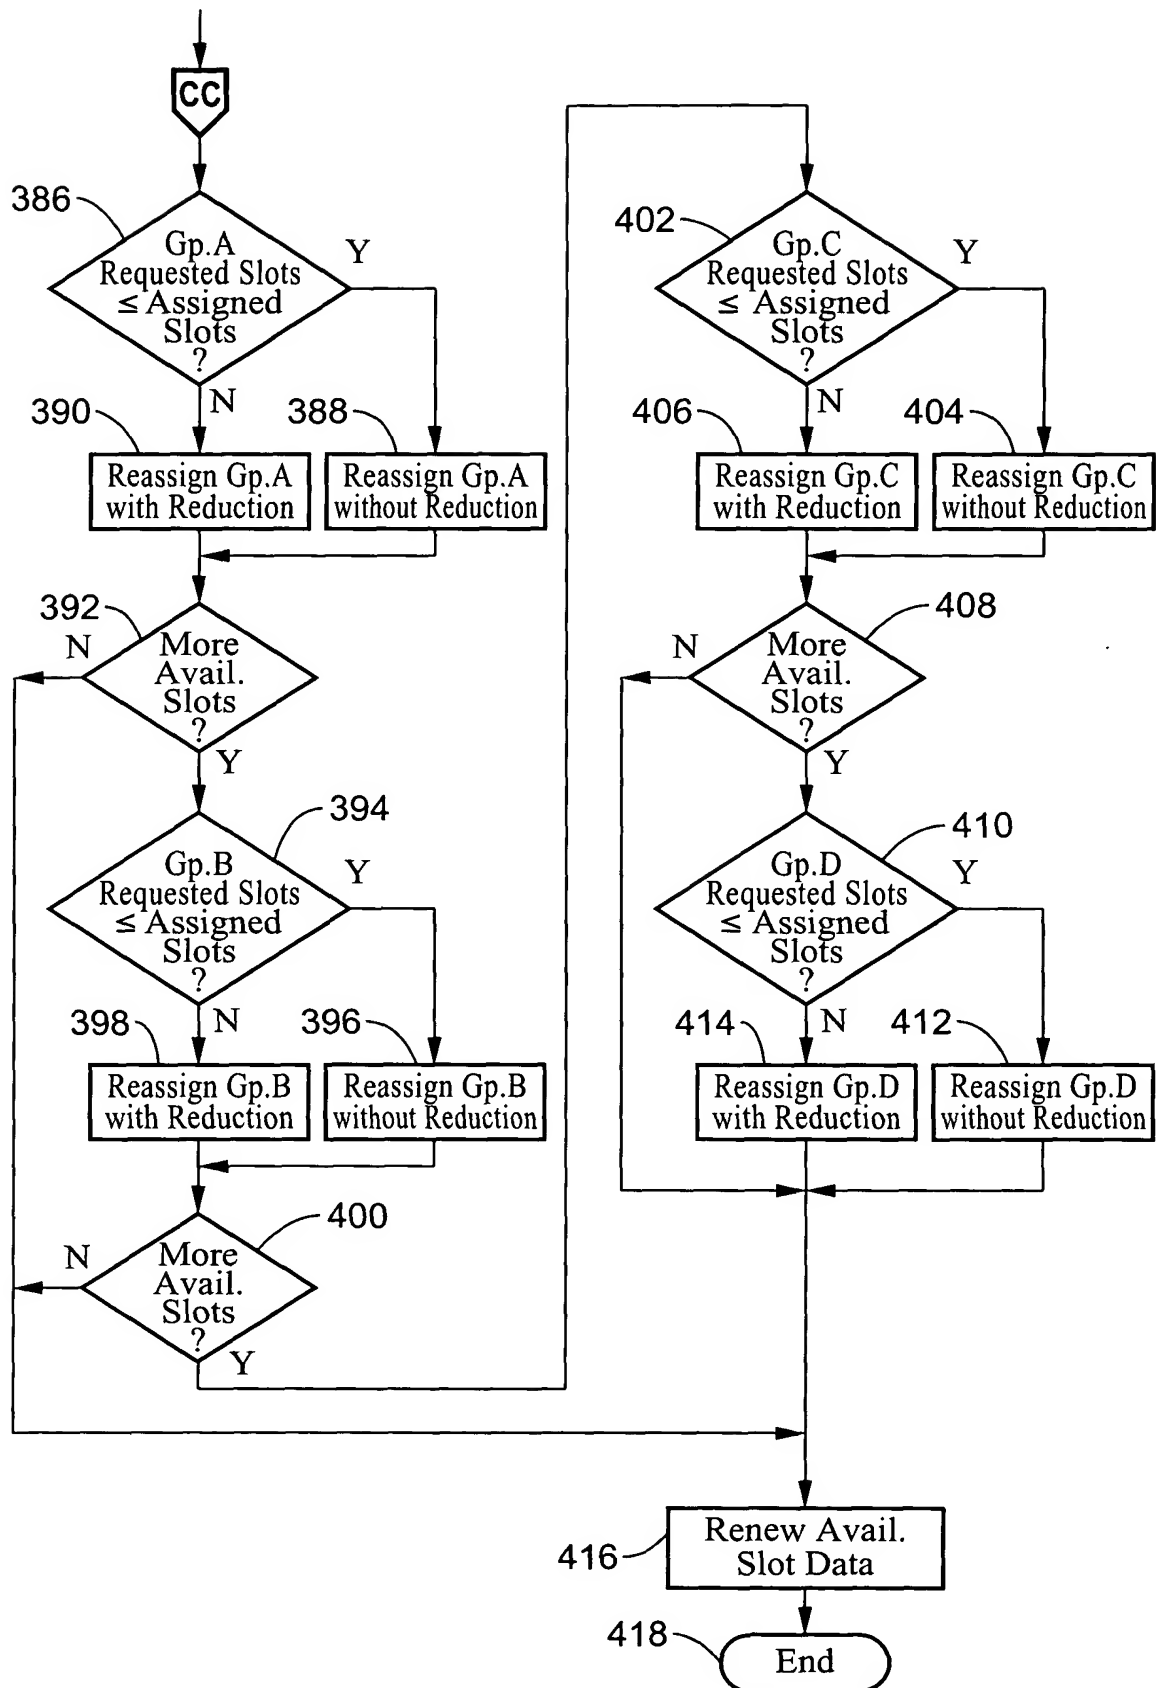 CC
386
Gp.A
Requested Slots
≤ Assigned
Slots
?
Y
N
390
388
Reassign Gp.A
with Reduction
Reassign Gp.A
without Reduction
392
N
More
Avail.
Slots
?
Y
394
Gp.B
Requested Slots
≤ Assigned
Slots
?
Y
N
398
396
Reassign Gp.B
with Reduction
Reassign Gp.B
without Reduction
400
N
More
Avail.
Slots
?
Y
402
Gp.C
Requested Slots
≤ Assigned
Slots
?
Y
N
406
404
Reassign Gp.C
with Reduction
Reassign Gp.C
without Reduction
408
N
More
Avail.
Slots
?
Y
410
Gp.D
Requested Slots
≤ Assigned
Slots
?
Y
N
414
412
Reassign Gp.D
with Reduction
Reassign Gp.D
without Reduction
416
Renew Avail.
Slot Data
418
End